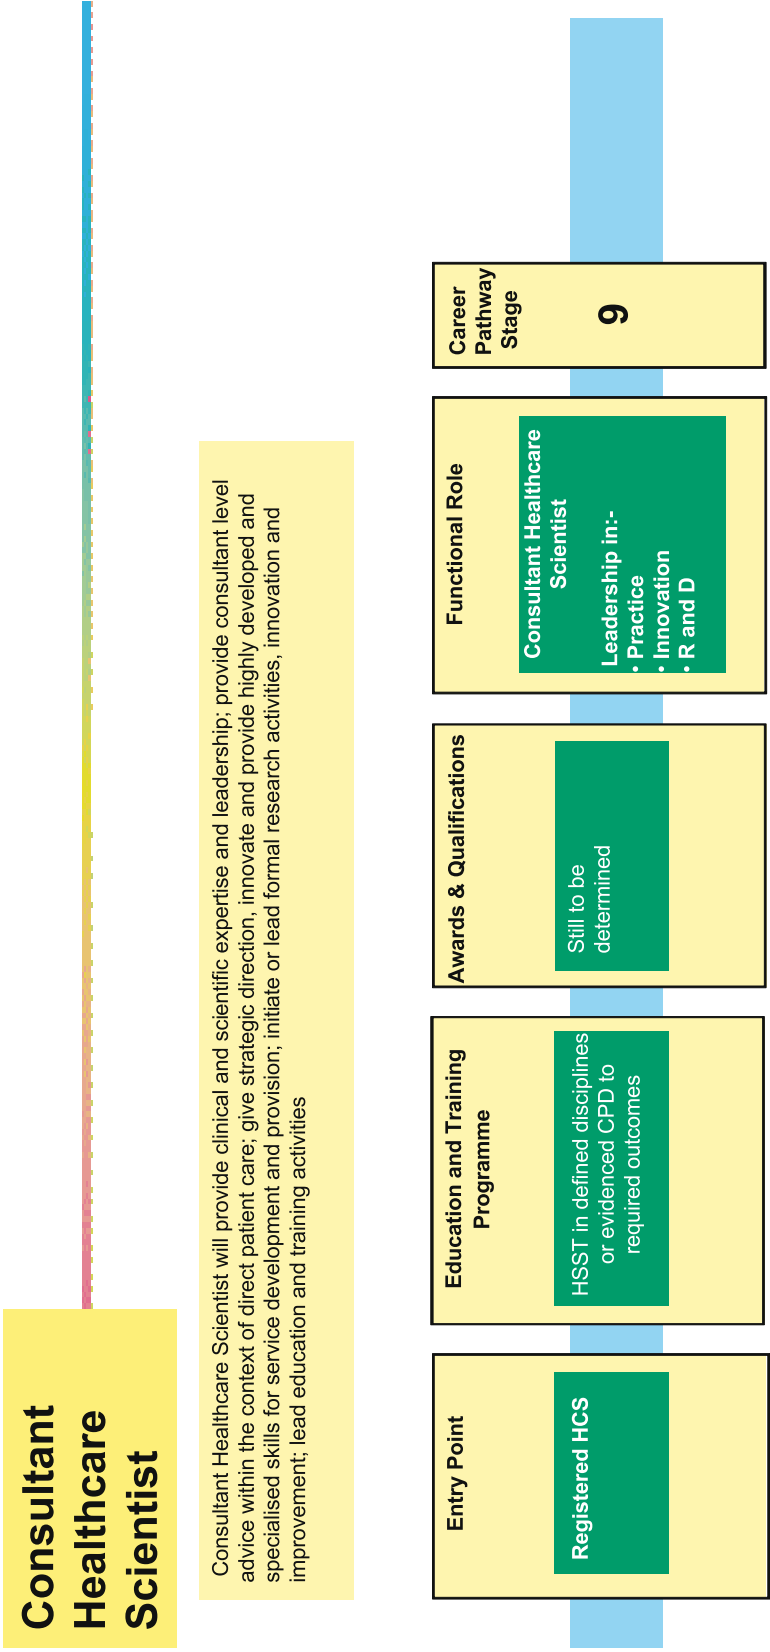 Consultant
Healthcare
Scientist
Consultant Healthcare Scientist will provide clinical and scientific expertise and leadership; provide consultant level
advice within the context of direct patient care; give strategic direction, innovate and provide highly developed and
specialised skills for service development and provision; initiate or lead formal research activities, innovation and
improvement; lead education and training activities
Entry Point
Registered HCS
Education and Training
Programme
HSST in defined disciplines
or evidenced CPD to
required outcomes
Awards & Qualifications
Still to be
determined
Functional Role
Consultant Healthcare
Scientist
Leadership in:-
• Practice
• Innovation
• R and D
Career
Pathway
Stage
9